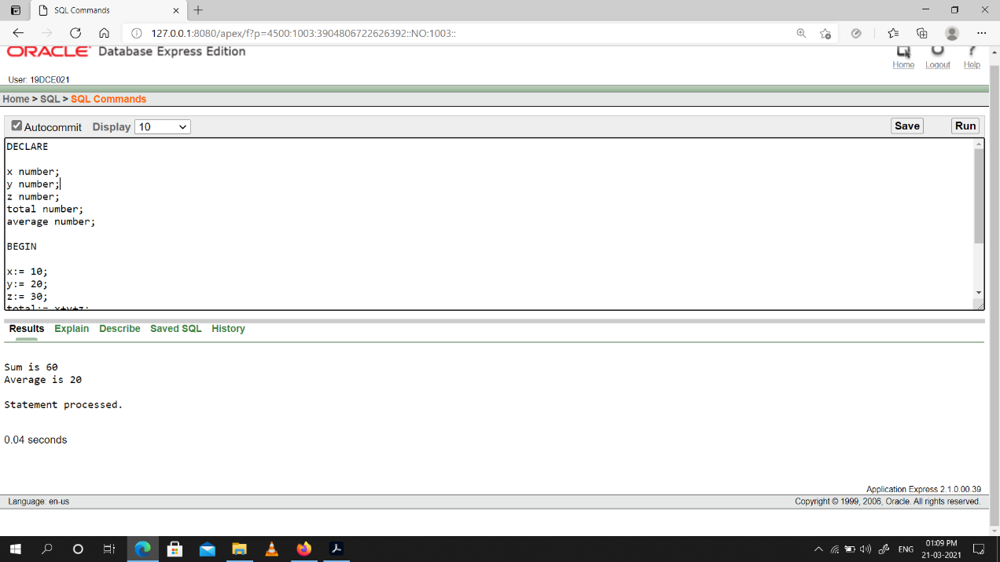 SQL Commands
127.0.0.1:8080/apex/f?p=4500:1003:3904806722626392::NO:1003::
ORACLE Database Express Edition
Home Logout Help
User: 19DCE021
Home > SQL > SQL Commands
Autocommit Display 10 Save Run
DECLARE
x number;
y number;
z number;
total number;
average number;
BEGIN
x:= 10;
y:= 20;
z:= 30;
total:= x+y+z;
Results Explain Describe Saved SQL History
Sum is 60
Average is 20
Statement processed.
0.04 seconds
Application Express 2.1.0.00.39
Language: en-us Copyright © 1999, 2006, Oracle. All rights reserved.
ENG 01:09 PM
21-03-2021